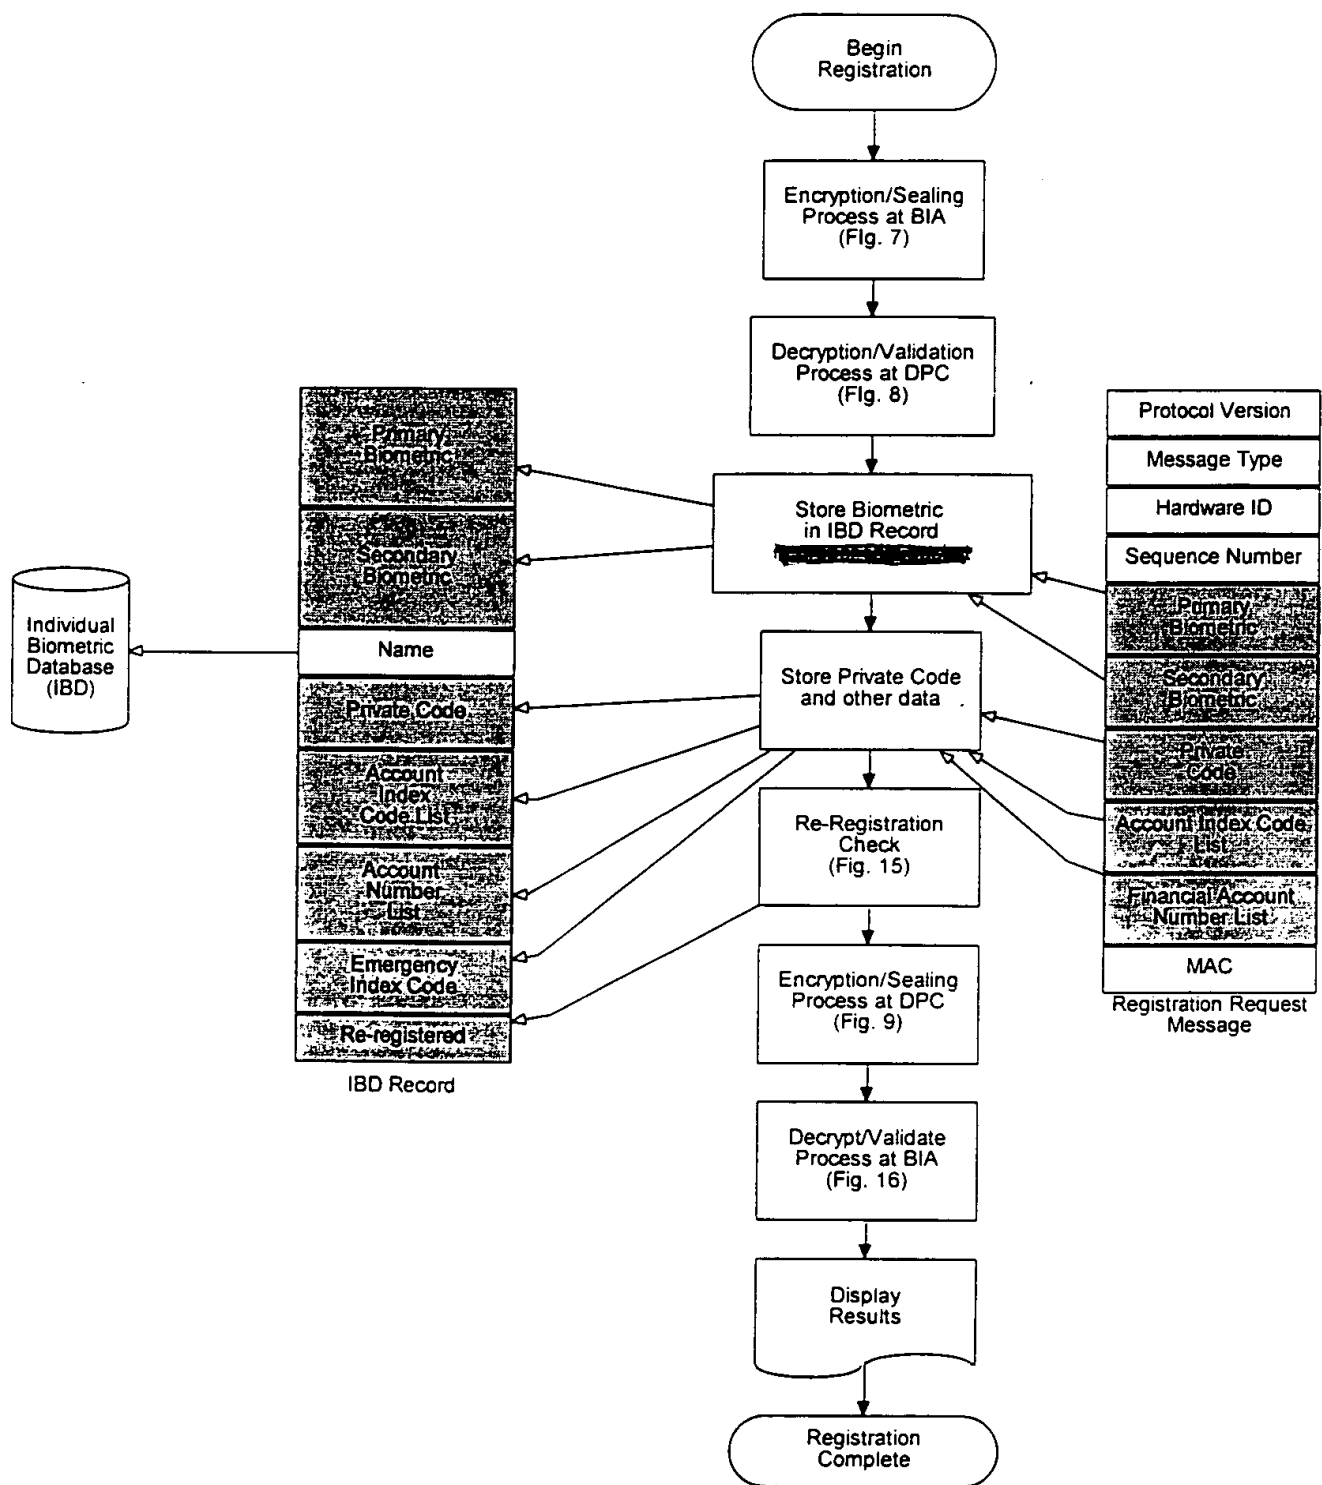 Begin
Registration
Encryption/Sealing
Process at BIA
(FIg. 7)
Decryption/Validation
Process at DPC
(FIg. 8)
Store Biometric
in IBD Record
Store Private Code
and other data
Re-Registration
Check
(Fig. 15)
Encryption/Sealing
Process at DPC
(Fig. 9)
Decrypt/Validate
Process at BIA
(Fig. 16)
Display
Results
Registration
Complete
Individual
Biometric
Database
(IBD)
Primary
Biometric
Secondary
Biometric
Name
Private Code
Account
Index
Code List
Account
Number
List
Emergency
Index Code
Re-registered
IBD Record
Protocol Version
Message Type
Hardware ID
Sequence Number
Primary
Biometric
Secondary
Biometric
Private
Code
Account Index Code
List
Financial Account
Number List
MAC
Registration Request
Message